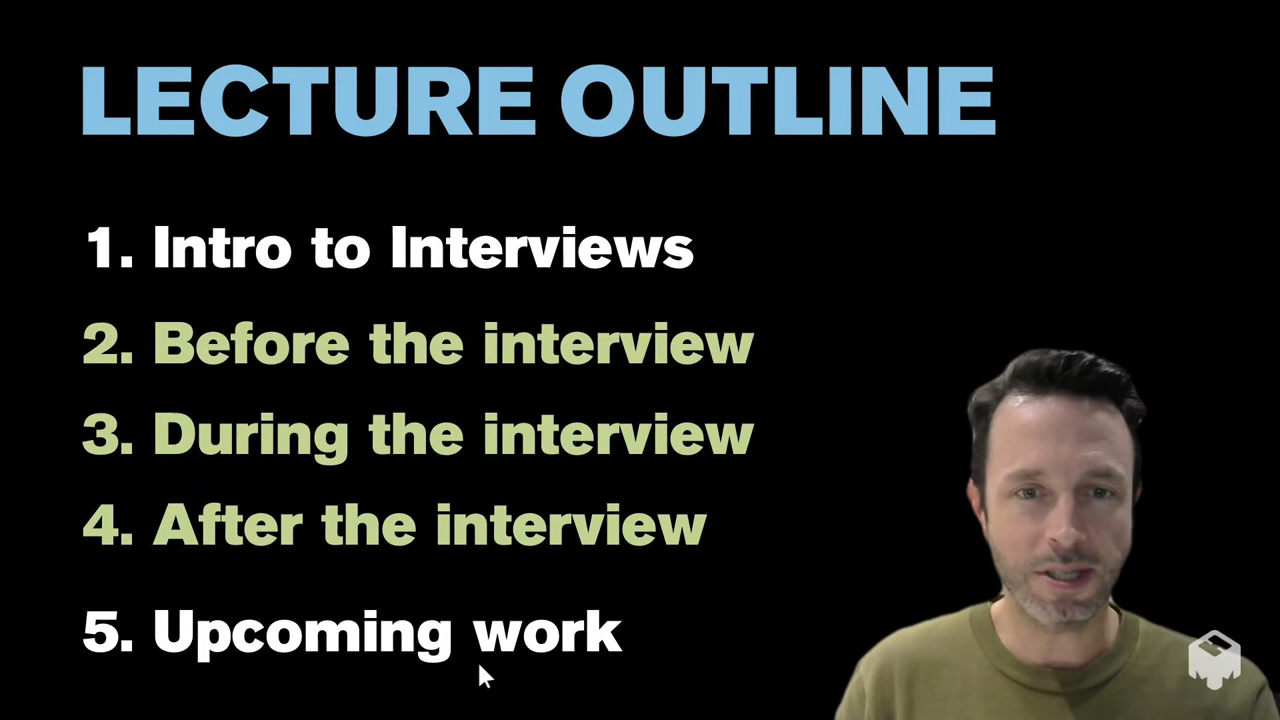 LECTURE OUTLINE
1. Intro to Interviews
2. Before the interview
3. During the interview
4. After the interview
5. Upcoming work